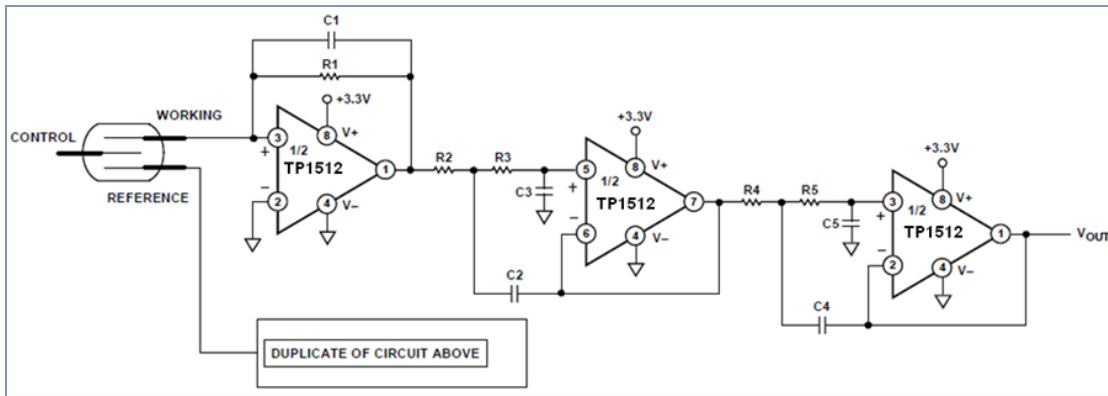 C1
R1
+3.3V
WORKING
CONTROL
REFERENCE
3
+
1/2
TP1512
−
2
8
V+
1
4
V−
R2
R3
C3
C2
+3.3V
5
+
1/2
TP1512
−
6
8
V+
7
4
V−
R4
R5
C5
C4
+3.3V
3
+
1/2
TP1512
−
2
8
V+
1
4
V−
VOUT
DUPLICATE OF CIRCUIT ABOVE